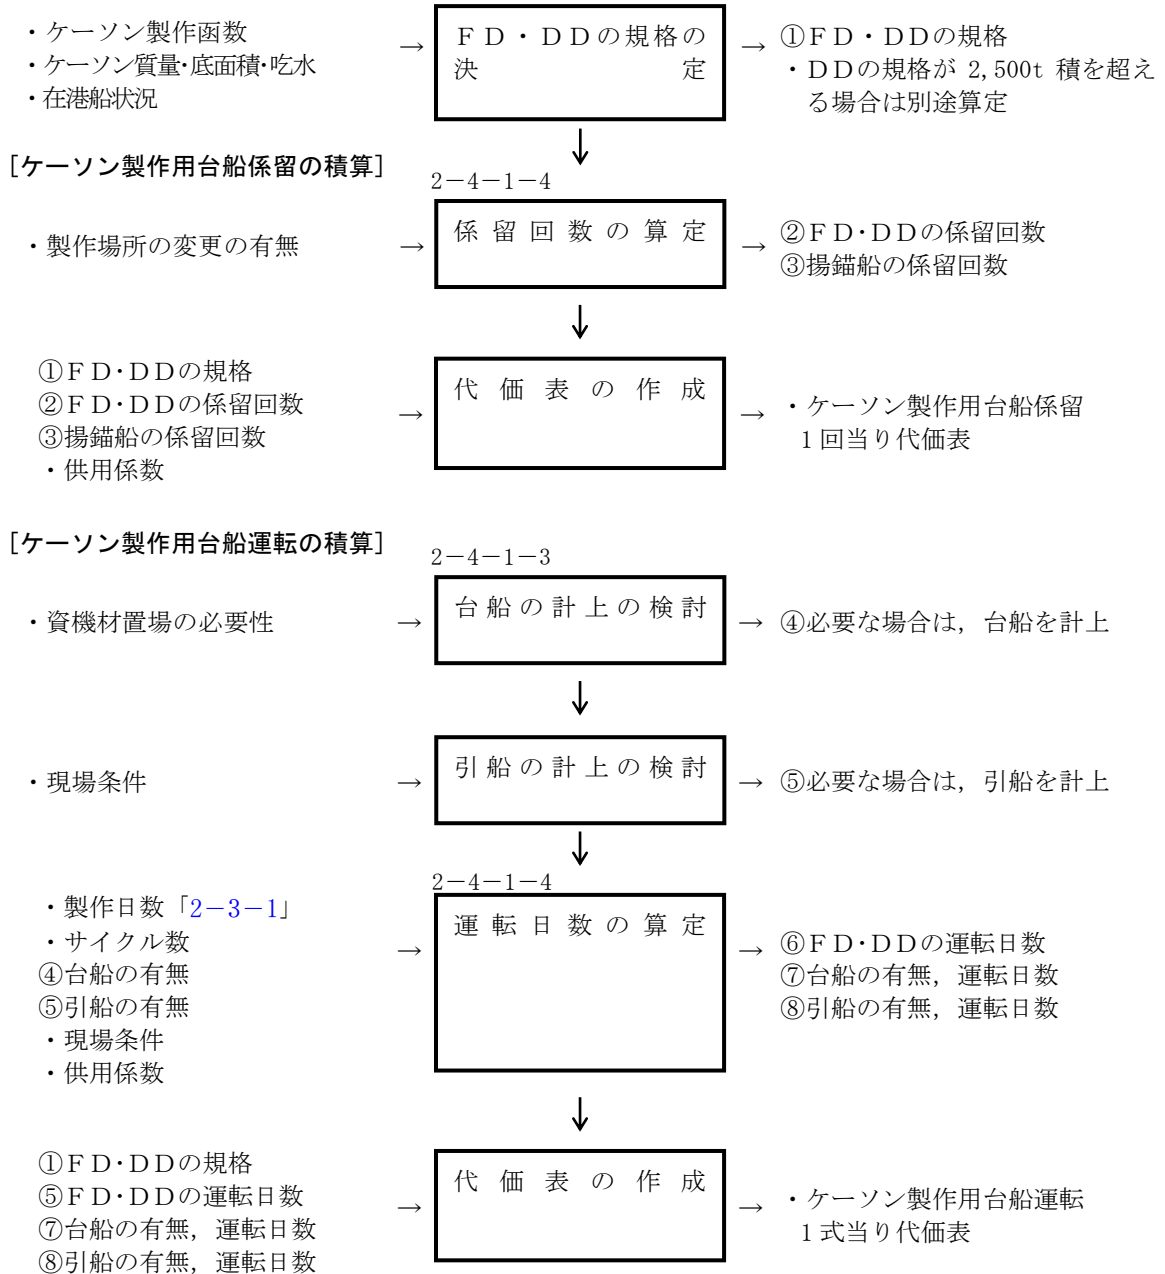 ・ケーソン製作函数
・ケーソン質量・底面積・吃水
・在港船状況
→
ＦＤ・ＤＤの規格の
決定
→
①ＦＤ・ＤＤの規格
・ＤＤの規格が 2,500t 積を超え
る場合は別途算定
↓
［ケーソン製作用台船係留の積算］
2－4－1－4
・製作場所の変更の有無
→
係留回数の算定
→
②ＦＤ・ＤＤの係留回数
③揚錨船の係留回数
↓
①ＦＤ・ＤＤの規格
②ＦＤ・ＤＤの係留回数
③揚錨船の係留回数
・供用係数
→
代価表の作成
→
・ケーソン製作用台船係留
1 回当り代価表
［ケーソン製作用台船運転の積算］
2－4－1－3
・資機材置場の必要性
→
台船の計上の検討
→
④必要な場合は，台船を計上
↓
・現場条件
→
引船の計上の検討
→
⑤必要な場合は，引船を計上
↓
2－4－1－4
・製作日数「2－3－1」
・サイクル数
④台船の有無
⑤引船の有無
・現場条件
・供用係数
→
運転日数の算定
→
⑥ＦＤ・ＤＤの運転日数
⑦台船の有無，運転日数
⑧引船の有無，運転日数
↓
①ＦＤ・ＤＤの規格
⑤ＦＤ・ＤＤの運転日数
⑦台船の有無，運転日数
⑧引船の有無，運転日数
→
代価表の作成
→
・ケーソン製作用台船運転
1 式当り代価表